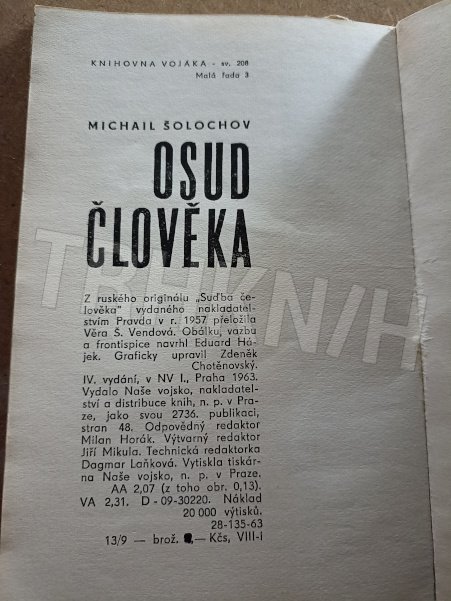 KNIHOVNA VOJÁKA - sv. 208
Malá řada 3
MICHAIL ŠOLOCHOV
OSUD
ČLOVĚKA
Z ruského originálu „Suďba če-
lověka" vydaného nakladatel-
stvím Pravda v r. 1957 přeložila
Věra Š. Vendová. Obálku, vazbu
a frontispice navrhl Eduard Há-
jek. Graficky upravil Zdeněk
Chotěnovský.
IV. vydání, v NV I., Praha 1963.
Vydalo Naše vojsko, nakladatel-
ství a distribuce knih, n. p. v Pra-
ze, jako svou 2736. publikaci,
stran 48. Odpovědný redaktor
Milan Horák. Výtvarný redaktor
Jiří Mikula. Technická redaktorka
Dagmar Laňková. Vytiskla tiskár-
na Naše vojsko, n. p. v Praze.
AA 2,07 (z toho obr. 0,13).
VA 2,31. D - 09-30220. Náklad
20 000 výtisků.
28-135-63
13/9 — brož. ,— Kčs, VIII-i